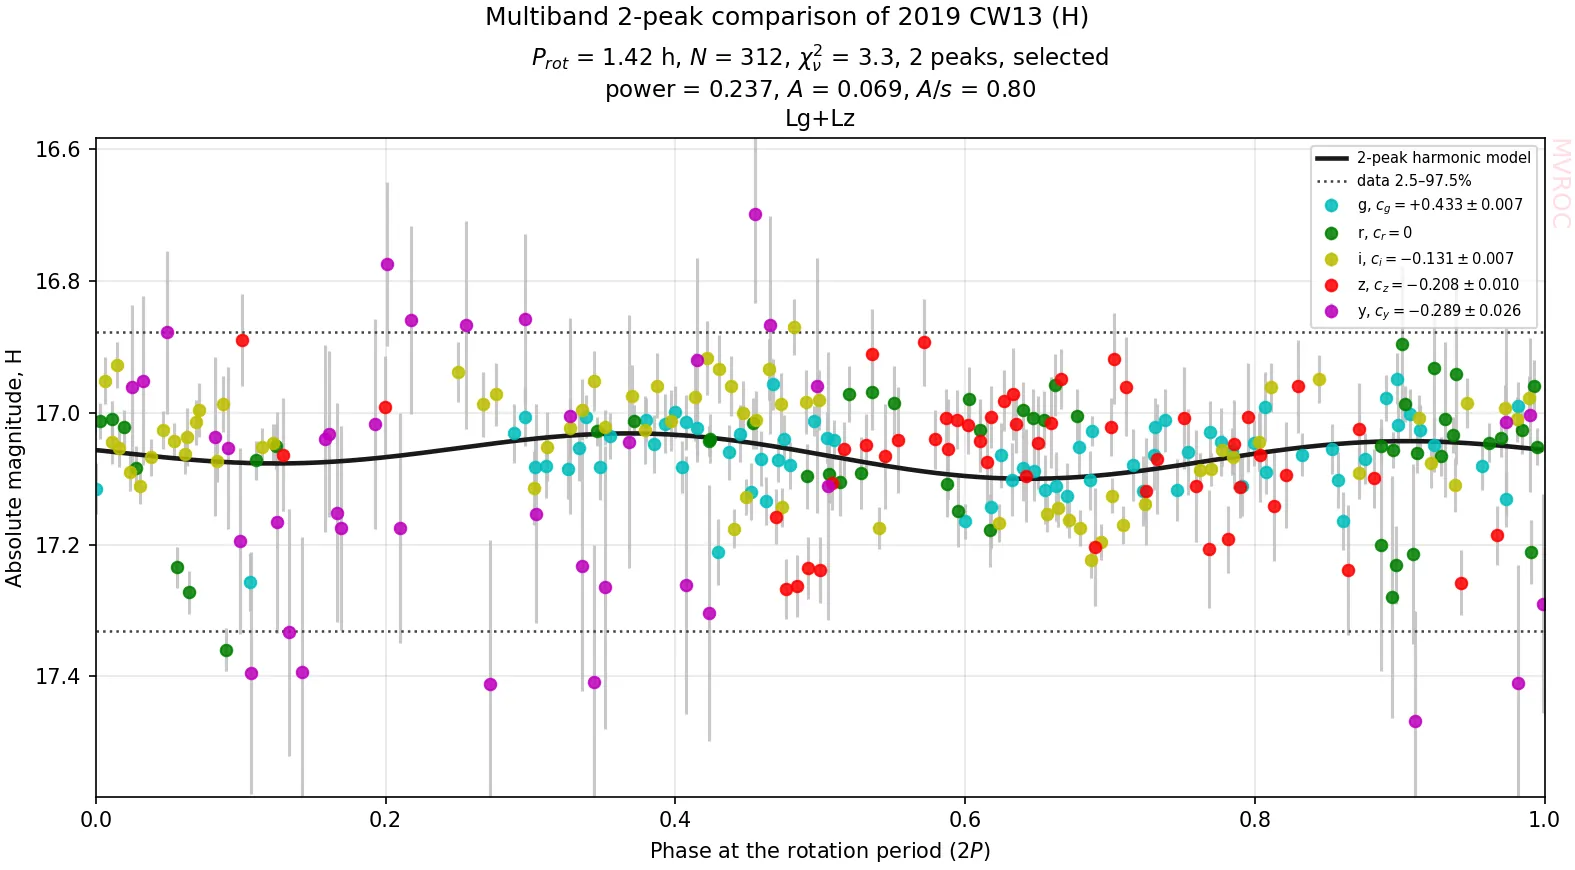 Multiband 2-peak comparison of 2019 CW13 (H)
P_rot = 1.42 h, N = 312, χ²_ν = 3.3, 2 peaks, selected
power = 0.237, A = 0.069, A/s = 0.80
Lg+Lz
2-peak harmonic model
data 2.5–97.5%
g, c_g = +0.433 ± 0.007
r, c_r = 0
i, c_i = −0.131 ± 0.007
z, c_z = −0.208 ± 0.010
y, c_y = −0.289 ± 0.026
MVROC
Absolute magnitude, H
16.6
16.8
17.0
17.2
17.4
0.0 0.2 0.4 0.6 0.8 1.0
Phase at the rotation period (2P)